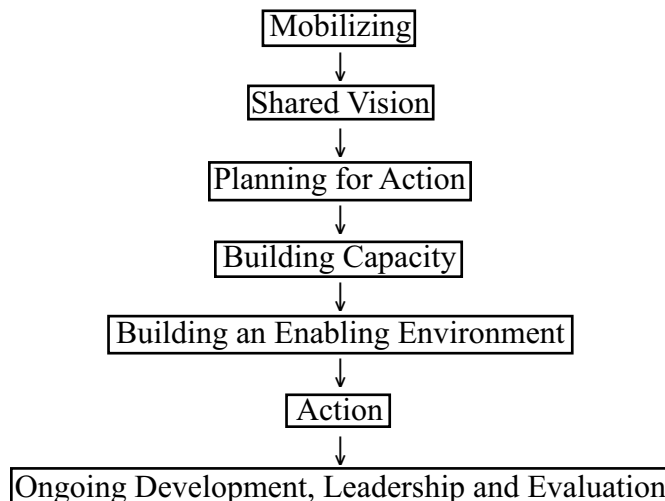 Mobilizing
Shared Vision
Planning for Action
Building Capacity
Building an Enabling Environment
Action
Ongoing Development, Leadership and Evaluation